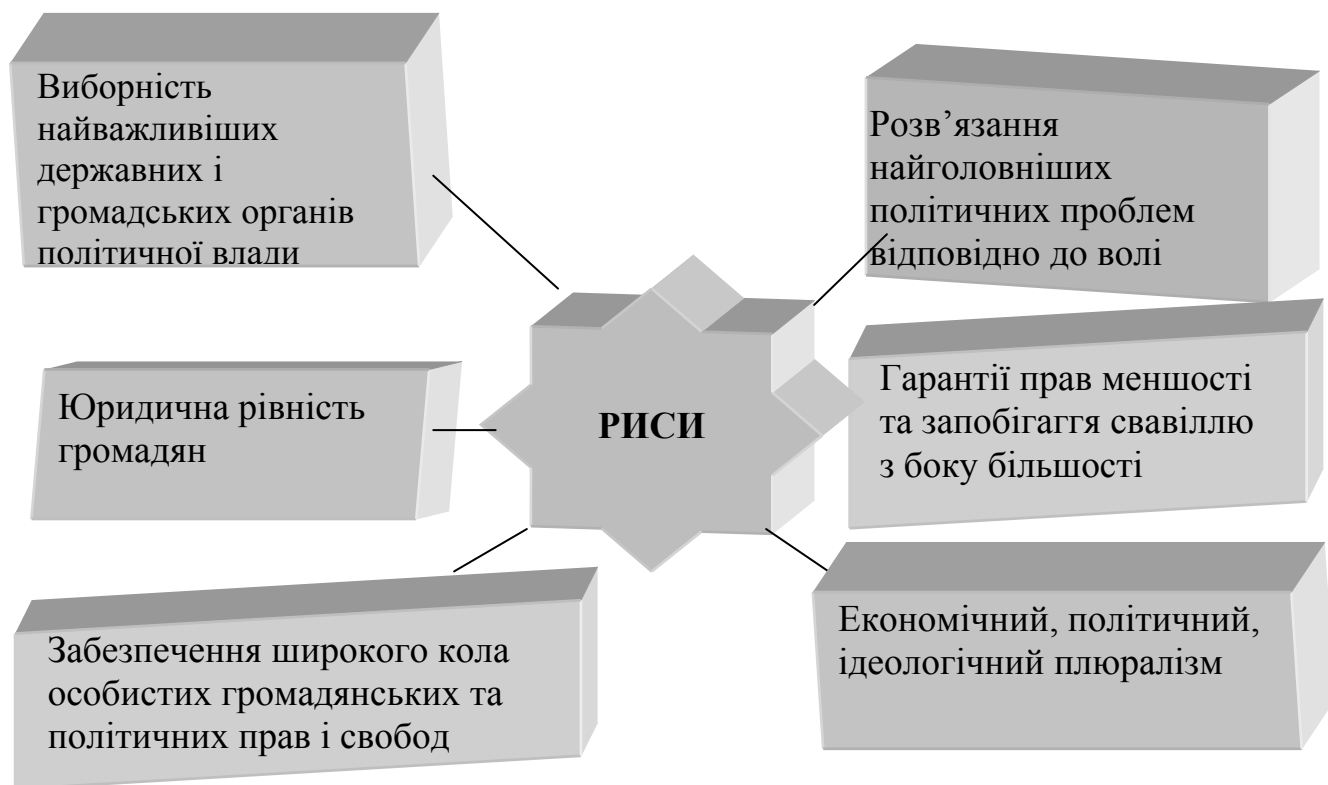 Виборність
найважливіших
державних і
громадських органів
політичної влади
Розв’язання
найголовніших
політичних проблем
відповідно до волі
Юридична рівність
громадян
РИСИ
Гарантії прав меншості
та запобігаггя свавіллю
з боку більшості
Забезпечення широкого кола
особистих громадянських та
політичних прав і свобод
Економічний, політичний,
ідеологічний плюралізм